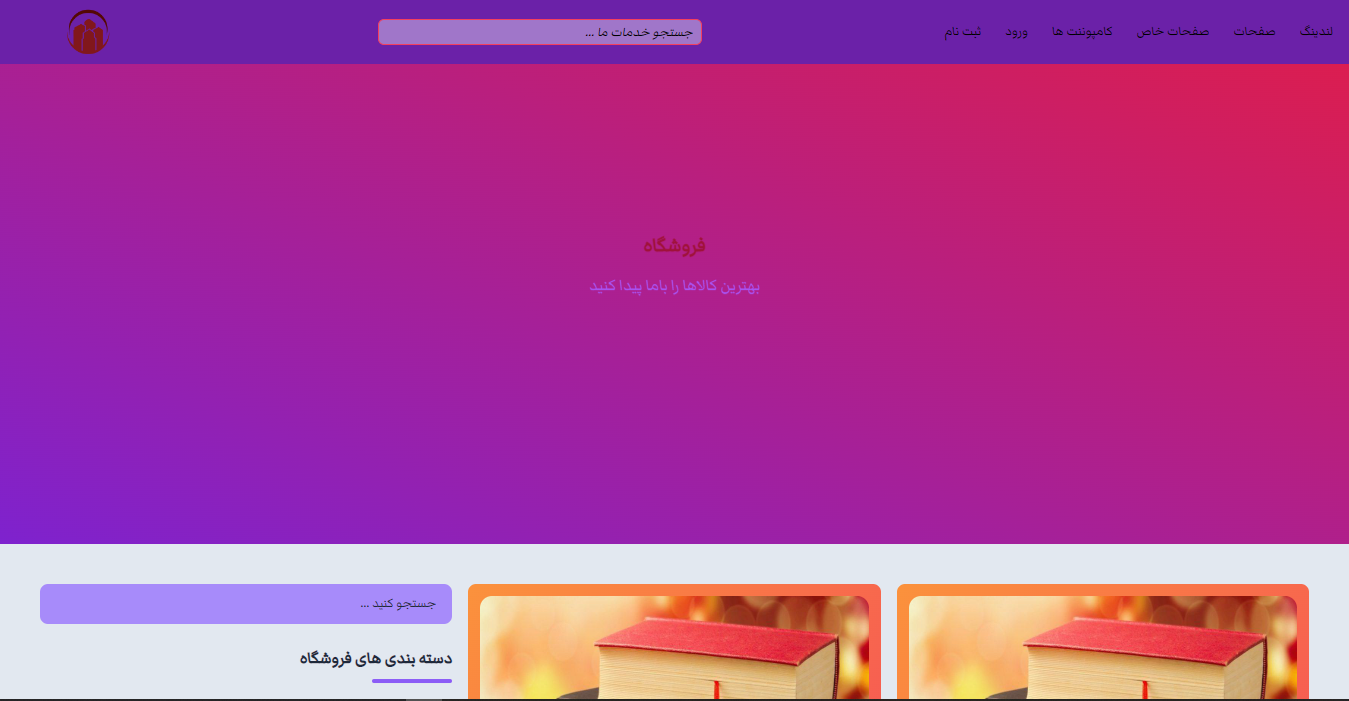 لندینگ
صفحات
صفحات خاص
کامپوننت ها
ورود
ثبت نام
جستجو خدمات ما ...
فروشگاه
بهترین کالاها را باما پیدا کنید
جستجو کنید ...
دسته بندی های فروشگاه